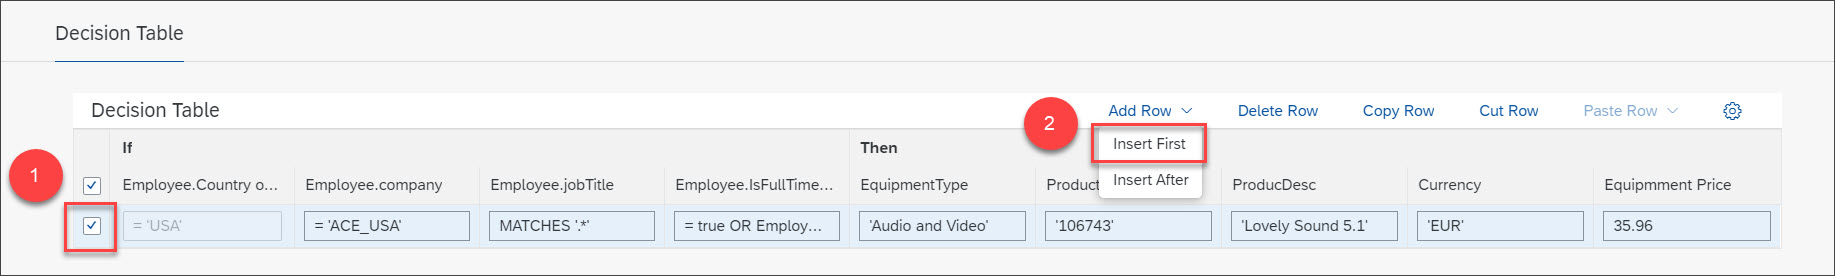 Decision Table
Decision Table
Add Row
Delete Row
Copy Row
Cut Row
Paste Row
2
Insert First
Insert After
If
Then
1
Employee.Country o...
Employee.company
Employee.jobTitle
Employee.IsFullTime...
EquipmentType
Product
ProducDesc
Currency
Equipmment Price
= 'USA'
= 'ACE_USA'
MATCHES '.*'
= true OR Employ...
'Audio and Video'
'106743'
'Lovely Sound 5.1'
'EUR'
35.96